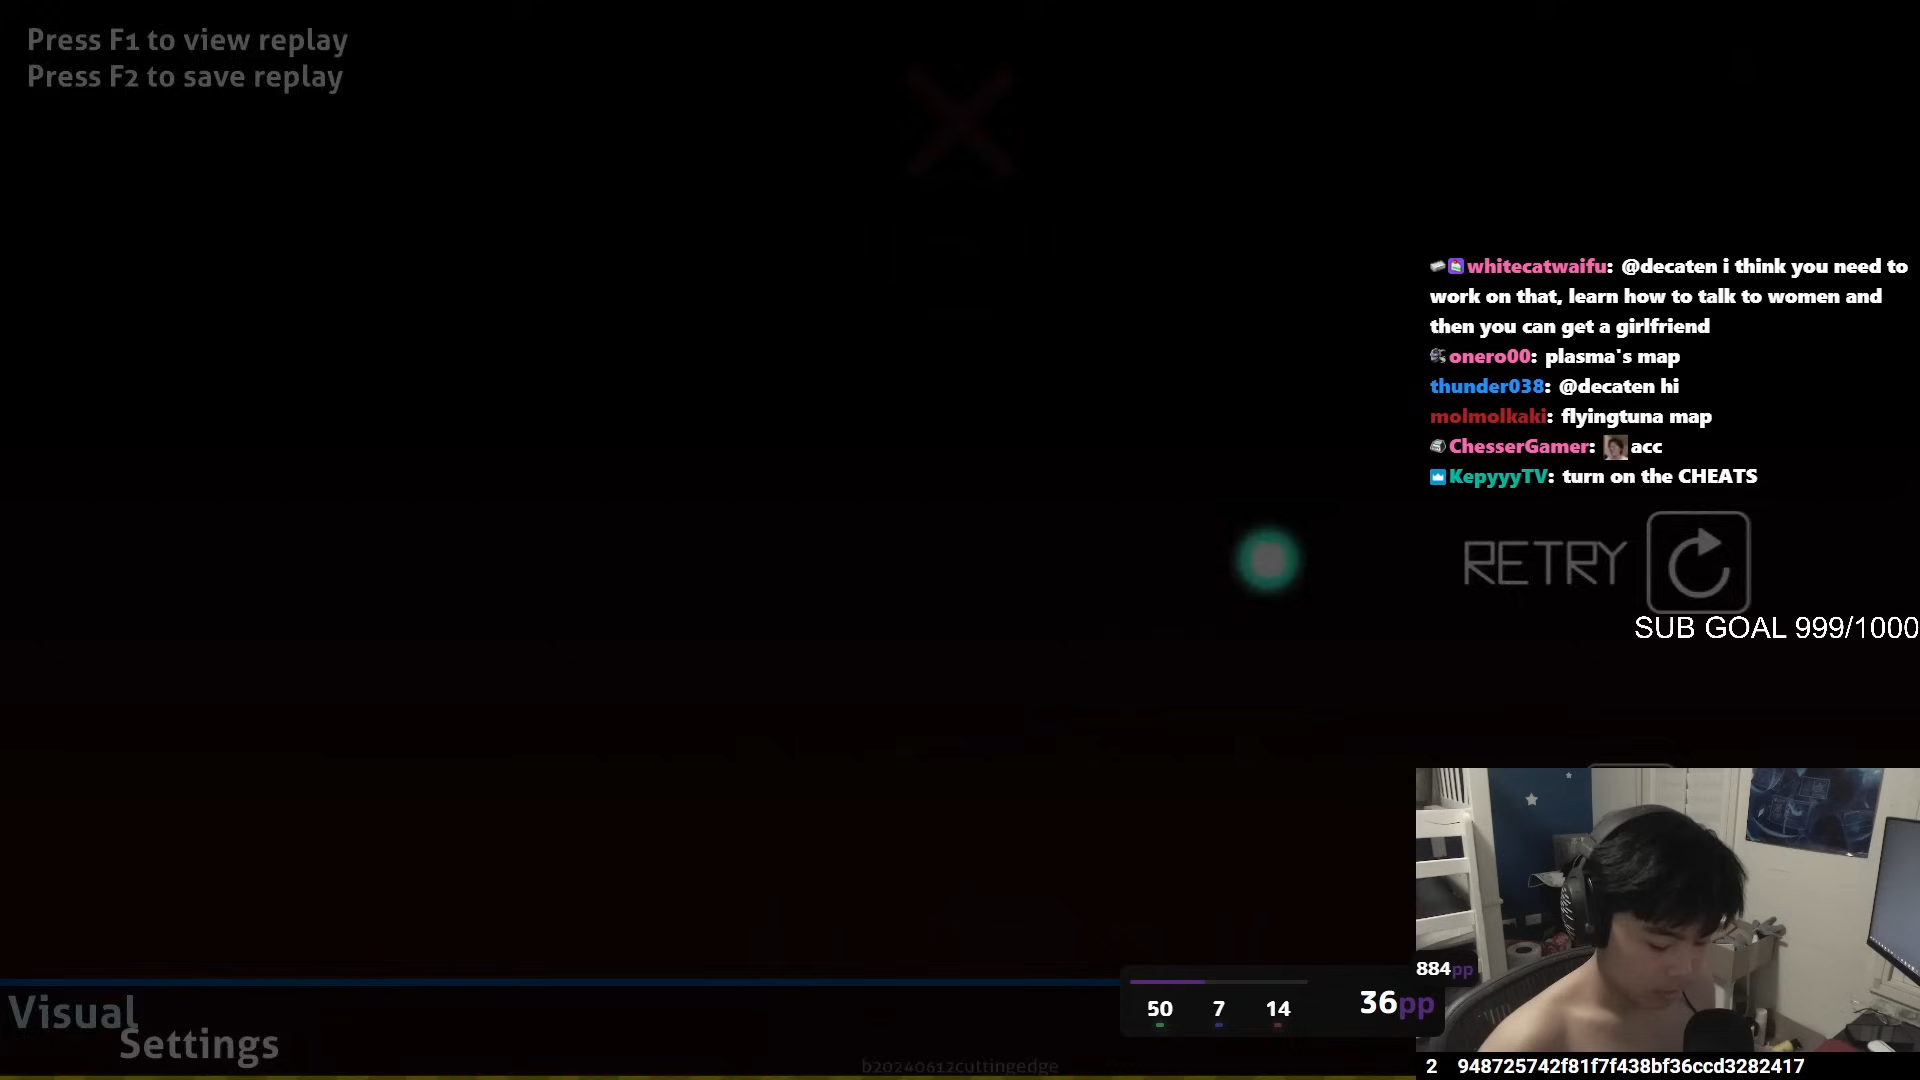 Press F1 to view replay
Press F2 to save replay
whitecatwaifu: @decaten i think you need to
work on that, learn how to talk to women and
then you can get a girlfriend
onero00: plasma's map
thunder038: @decaten hi
molmolkaki: flyingtuna map
ChesserGamer: acc
KepyyyTV: turn on the CHEATS
RETRY
SUB GOAL 999/1000
884pp
50 7 14 36pp
Visual
Settings
b20240612cuttingedge
2 948725742f81f7f438bf36ccd3282417